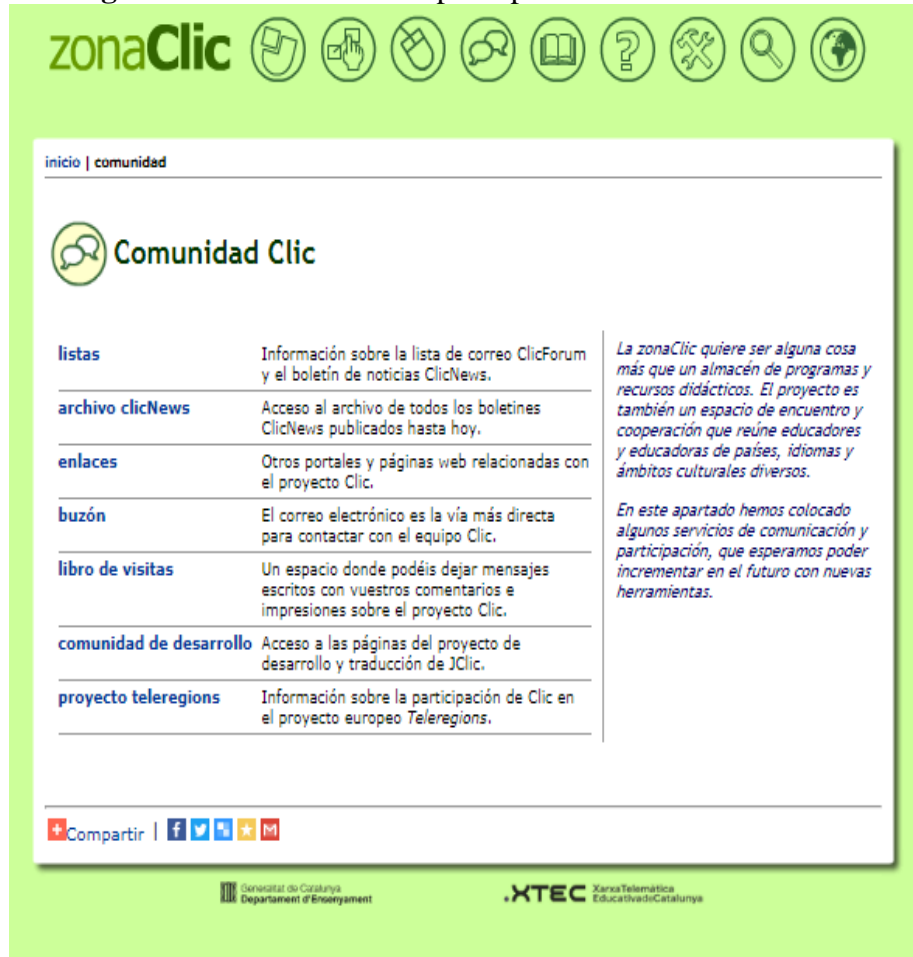 zonaClic
inicio | comunidad
Comunidad Clic
listas
Información sobre la lista de correo ClicForum
y el boletín de noticias ClicNews.
archivo clicNews
Acceso al archivo de todos los boletines
ClicNews publicados hasta hoy.
enlaces
Otros portales y páginas web relacionadas con
el proyecto Clic.
buzón
El correo electrónico es la vía más directa
para contactar con el equipo Clic.
libro de visitas
Un espacio donde podéis dejar mensajes
escritos con vuestros comentarios e
impresiones sobre el proyecto Clic.
comunidad de desarrollo
Acceso a las páginas del proyecto de
desarrollo y traducción de JClic.
proyecto teleregions
Información sobre la participación de Clic en
el proyecto europeo Teleregions.
La zonaClic quiere ser alguna cosa
más que un almacén de programas y
recursos didácticos. El proyecto es
también un espacio de encuentro y
cooperación que reúne educadores
y educadoras de países, idiomas y
ámbitos culturales diversos.
En este apartado hemos colocado
algunos servicios de comunicación y
participación, que esperamos poder
incrementar en el futuro con nuevas
herramientas.
Compartir |
Generalitat de Catalunya
Departament d'Ensenyament
.XTEC
XarxaTelemàtica
EducativadeCatalunya